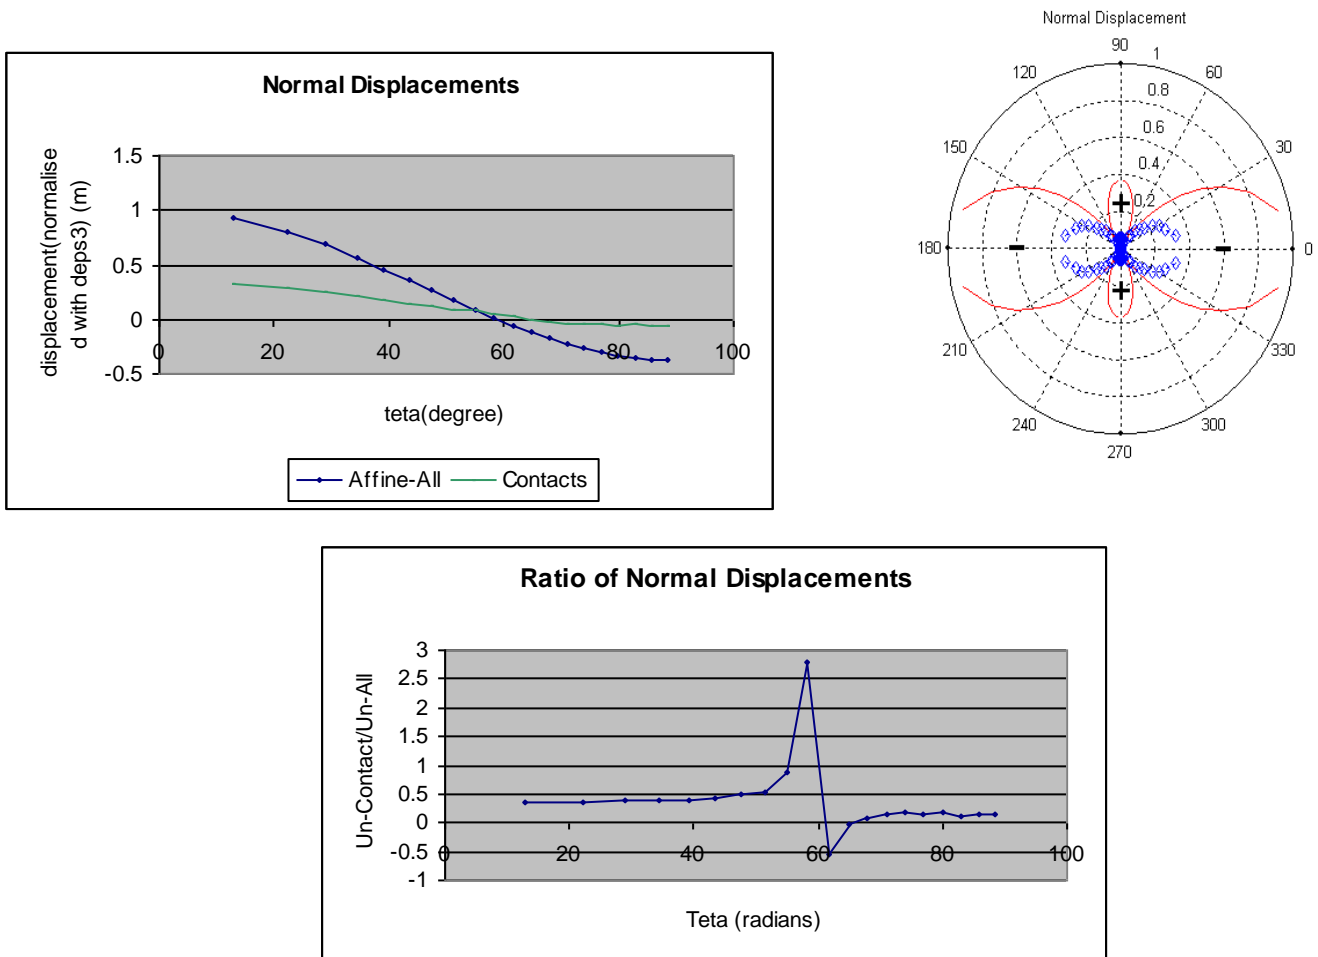 Normal Displacements
displacement(normalise
d with deps3) (m)
1.5
1
0.5
0
-0.5
0 20 40 60 80 100
teta(degree)
Affine-All Contacts
Normal Displacement
90
1
120 60
0.8
0.6
150 30
0.4
0.2
+
180 - - 0
+
210 330
240 300
270
Ratio of Normal Displacements
Un-Contact/Un-All
3
2.5
2
1.5
1
0.5
0
-0.5
-1
0 20 40 60 80 100
Teta (radians)